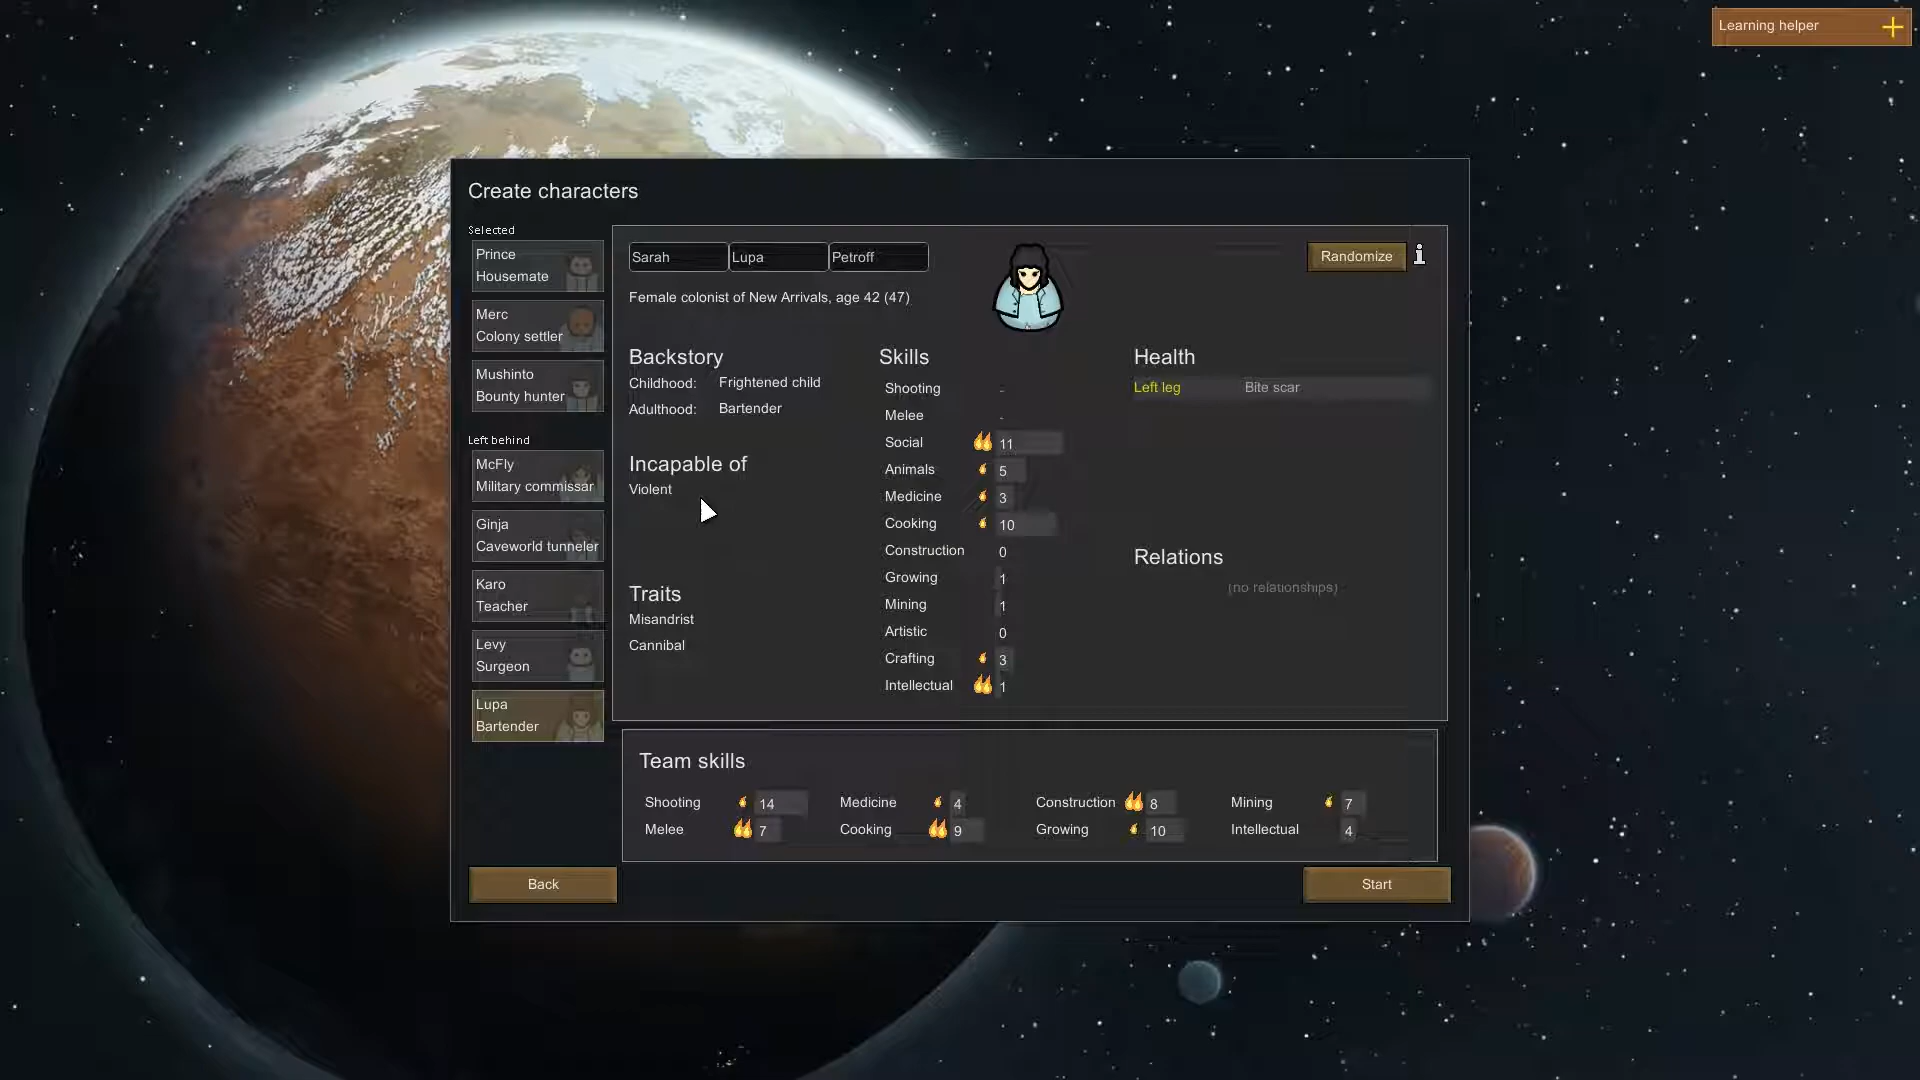 Learning helper
Create characters
Selected
Prince
Housemate
Merc
Colony settler
Mushinto
Bounty hunter
Left behind
McFly
Military commissar
Ginja
Caveworld tunneler
Karo
Teacher
Levy
Surgeon
Lupa
Bartender
Sarah Lupa Petroff
Randomize
Female colonist of New Arrivals, age 42 (47)
Backstory
Childhood: Frightened child
Adulthood: Bartender
Incapable of
Violent
Traits
Misandrist
Cannibal
Skills
Shooting -
Melee -
Social 11
Animals 5
Medicine 3
Cooking 10
Construction 0
Growing 1
Mining 1
Artistic 0
Crafting 3
Intellectual 1
Health
Left leg Bite scar
Relations
(no relationships)
Team skills
Shooting 14 Medicine 4 Construction 8 Mining 7
Melee 7 Cooking 9 Growing 10 Intellectual 4
Back
Start